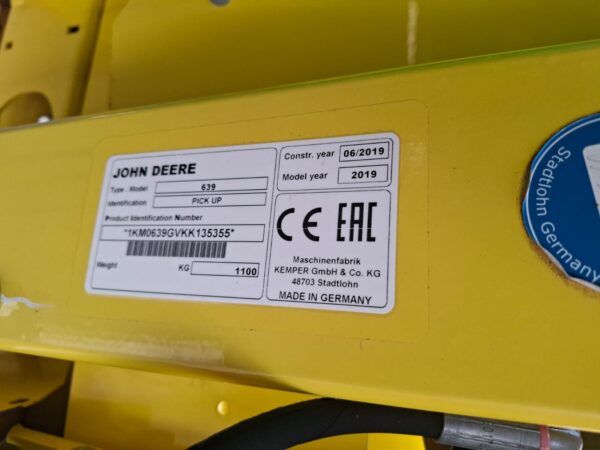 JOHN DEERE
Type - Model 639
Identification PICK UP
Product Identification Number
*1KM0639GVKK135355*
Weight KG 1100
Constr. year 06/2019
Model year 2019
CE EAC
Maschinenfabrik
KEMPER GmbH & Co. KG
48703 Stadtlohn
MADE IN GERMANY
Stadtlohn Germany